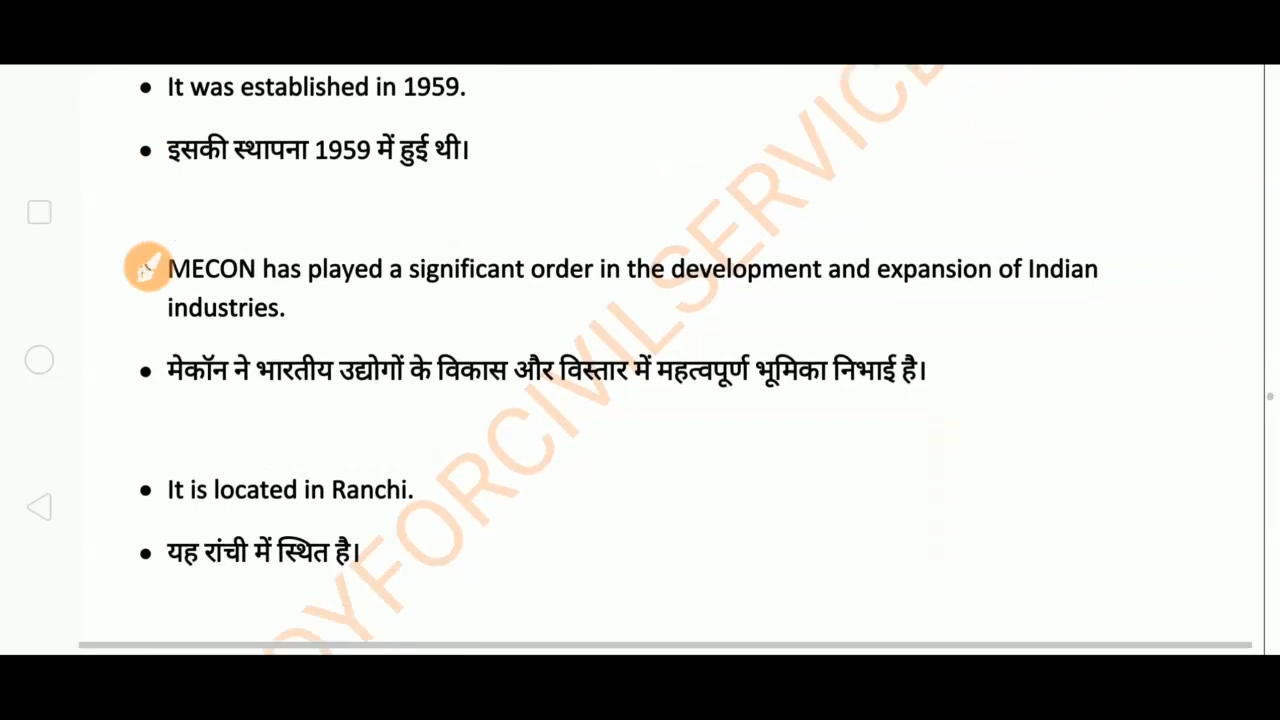 • It was established in 1959.
• इसकी स्थापना 1959 में हुई थी।
MECON has played a significant order in the development and expansion of Indian
industries.
• मेकॉन ने भारतीय उद्योगों के विकास और विस्तार में महत्वपूर्ण भूमिका निभाई है।
• It is located in Ranchi.
• यह रांची में स्थित है।
DYFORCIVILSERVICE